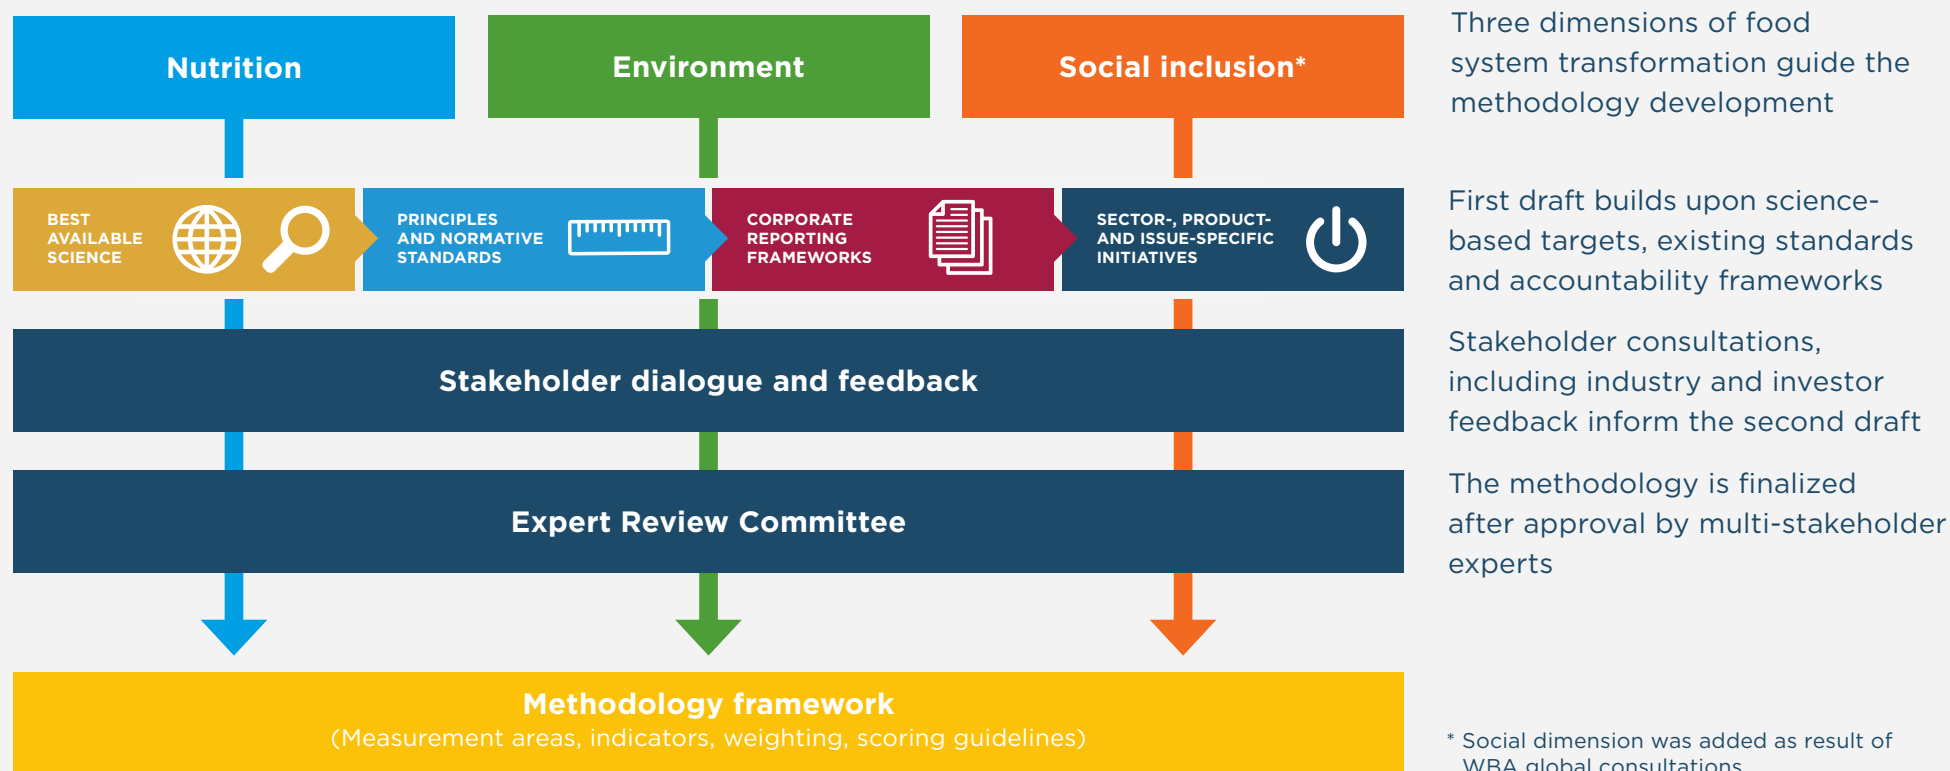 Nutrition
Environment
Social inclusion*
Three dimensions of food
system transformation guide the
methodology development
BEST
AVAILABLE
SCIENCE
PRINCIPLES
AND NORMATIVE
STANDARDS
CORPORATE
REPORTING
FRAMEWORKS
SECTOR-, PRODUCT-
AND ISSUE-SPECIFIC
INITIATIVES
First draft builds upon science-
based targets, existing standards
and accountability frameworks
Stakeholder dialogue and feedback
Stakeholder consultations,
including industry and investor
feedback inform the second draft
Expert Review Committee
The methodology is finalized
after approval by multi-stakeholder
experts
Methodology framework
(Measurement areas, indicators, weighting, scoring guidelines)
* Social dimension was added as result of
WBA global consultations